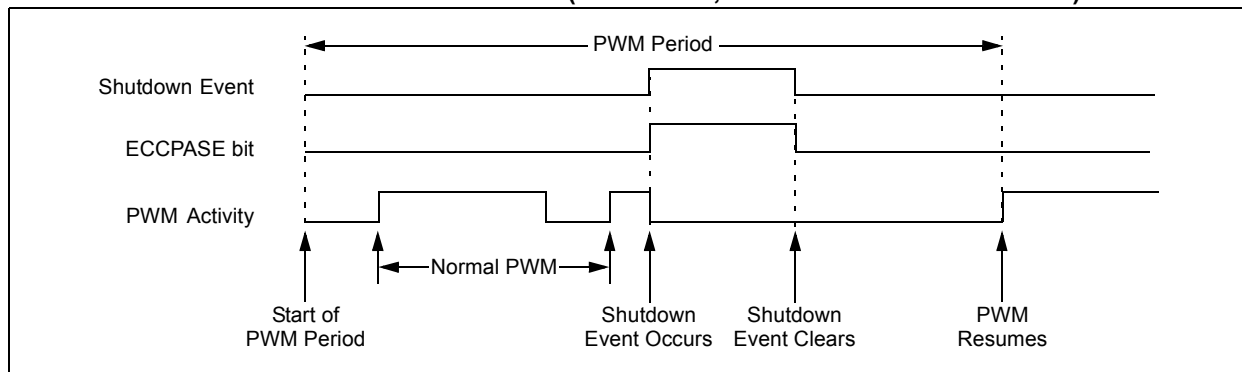 PWM Period
Shutdown Event
ECCPASE bit
PWM Activity
Normal PWM
Start of
PWM Period
Shutdown
Event Occurs
Shutdown
Event Clears
PWM
Resumes